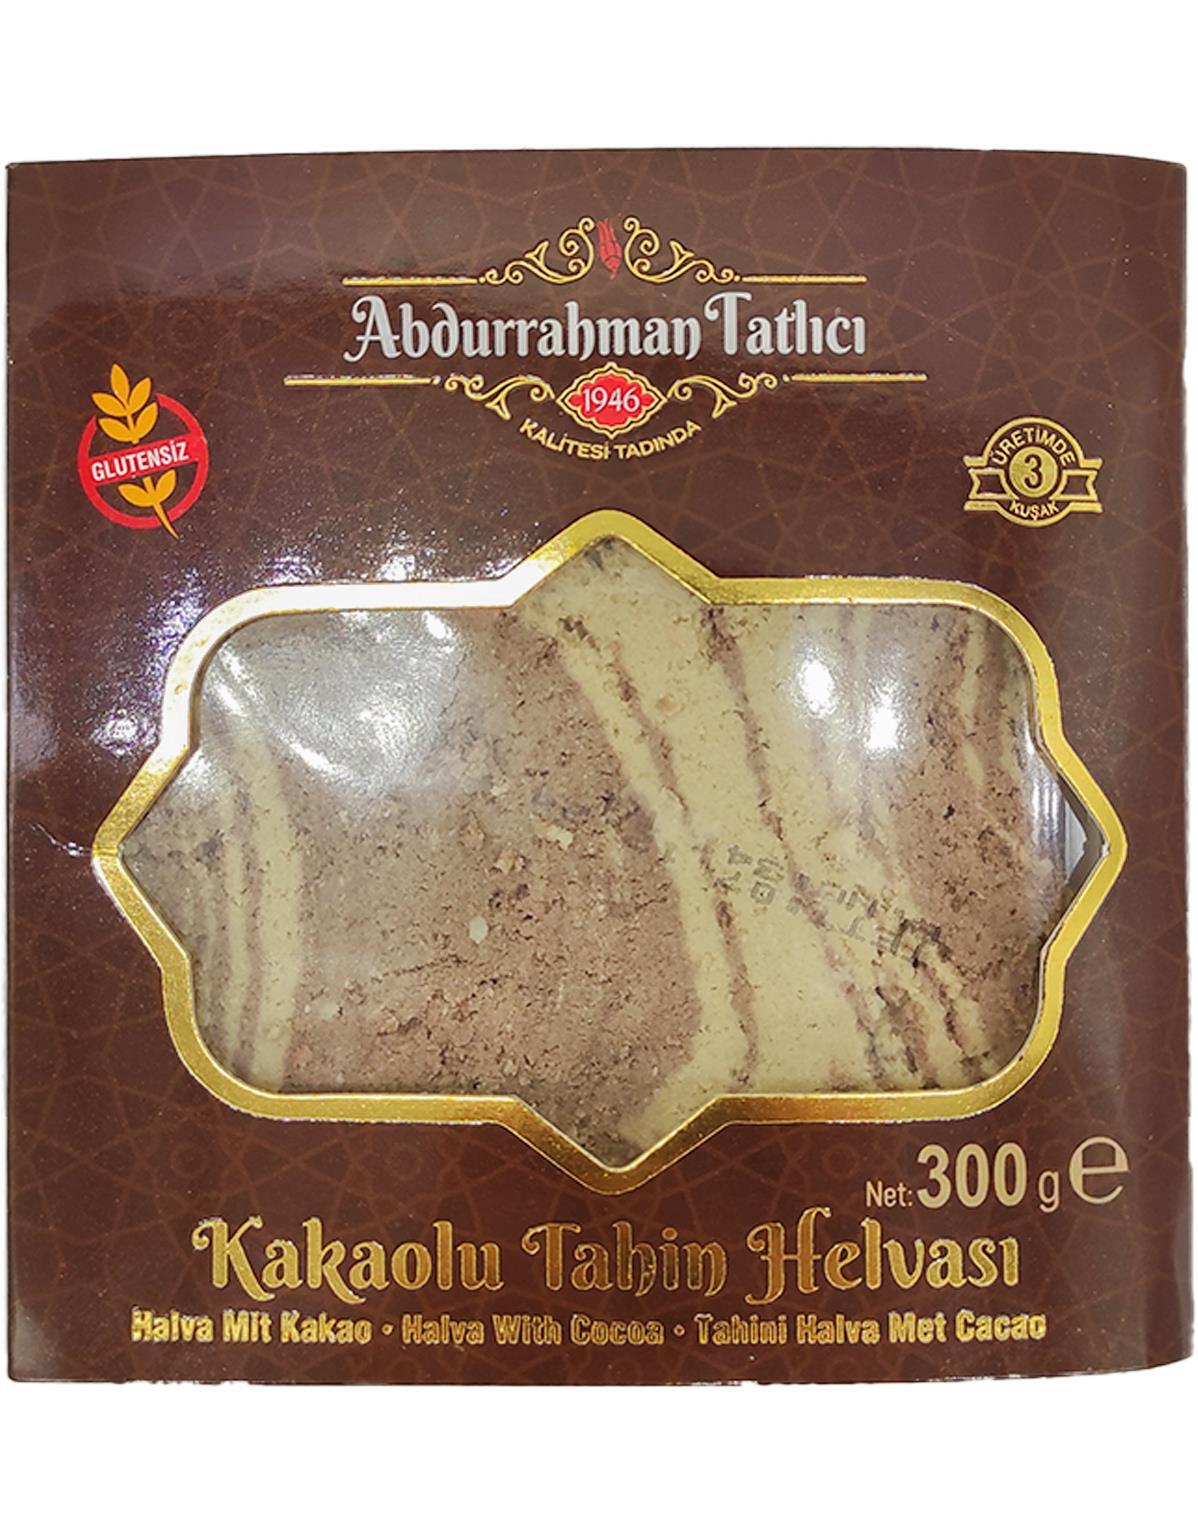 Abdurrahman Tatlıcı
1946
KALİTESİ TADINDA
GLUTENSİZ
ÜRETİMDE
3
KUŞAK
Net: 300 g ℮
Kakaolu Tahin Helvası
Halva Mit Kakao • Halva With Cocoa • Tahini Halva Met Cacao